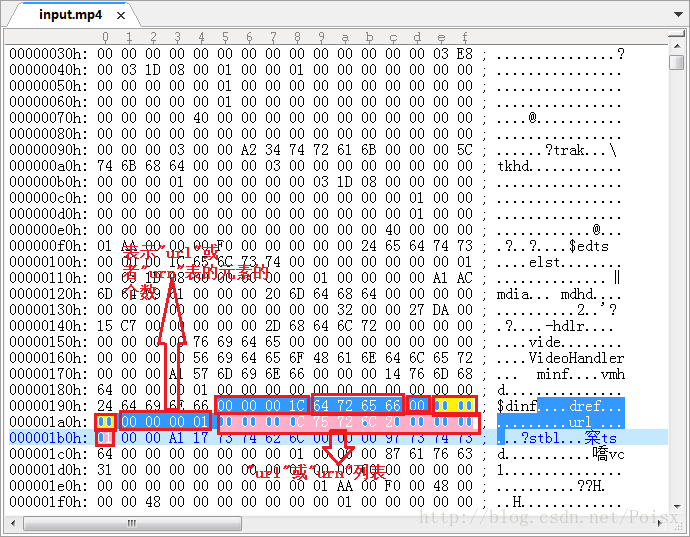 input.mp4
0 1 2 3 4 5 6 7 8 9 a b c d e f
00000030h: 00 00 00 00 00 00 00 00 00 00 00 00 00 00 03 E8 ; ...............?
00000040h: 00 03 1D 08 00 01 00 00 01 00 00 00 00 00 00 00 ; ................
00000050h: 00 00 00 00 00 01 00 00 00 00 00 00 00 00 00 00 ; ................
00000060h: 00 00 00 00 00 01 00 00 00 00 00 00 00 00 00 00 ; ................
00000070h: 00 00 00 00 40 00 00 00 00 00 00 00 00 00 00 00 ; ....@...........
00000080h: 00 00 00 00 00 00 00 00 00 00 00 00 00 00 00 00 ; ................
00000090h: 00 00 00 03 00 00 A2 34 74 72 61 6B 00 00 00 5C ; ......?trak...\
000000a0h: 74 6B 68 64 00 00 00 03 00 00 00 00 00 00 00 00 ; tkhd............
000000b0h: 00 00 00 01 00 00 00 00 00 03 1D 08 00 00 00 00 ; ................
000000c0h: 00 00 00 00 00 00 00 00 00 00 00 00 00 01 00 00 ; ................
000000d0h: 00 00 00 00 00 00 00 00 00 00 00 00 00 01 00 00 ; ................
000000e0h: 00 00 00 00 00 00 00 00 00 00 00 00 40 00 00 00 ; ............@...
000000f0h: 01 AA 00 00 00 F0 00 00 00 00 00 24 65 64 74 73 ; .?..?....$edts
表示"url"或
00000100h: 00 00 00 1C 65 6C 73 74 00 00 00 00 00 00 00 01 ; ....elst........
者"urn"表的元素的
00000110h: 00 00 00 01 00 00 00 00 A1 AC
个数
00000120h: 6D 64 00 00 00 20 6D 64 68 64 00 00 00 00 ; mdia... mdhd....
00000130h: 00 00 00 00 00 00 00 00 00 00 32 00 00 27 DA 00
00000140h: 15 C7 00 00 00 00 00 2D 68 64 6C 72 00 00 00 00 ; .?....-hdlr....
00000150h: 00 00 00 00 76 69 64 65 00 00 00 00 00 00 00 00 ; ....vide........
00000160h: 00 00 00 00 56 69 64 65 6F 48 61 6E 64 6C 65 72 ; ....VideoHandler
00000170h: 00 00 00 A1 57 6D 69 6E 66 00 00 00 14 76 6D 68 minf....vmh
00000180h: 64 00 00 00 01 00 00 00 00 00 00 00 00 00 00 00 ; d...............
00000190h: 24 64 69 6E 66 00 00 00 1C 64 72 65 66 00 00 00 ; $dinf....dref...
000001a0h: 00 00 00 00 01 00 00 00 0C 75 72 6C 20 00 00 00 ; .........url ...
000001b0h: 01 00 00 A1 17 73 74 62 6C 00 00 00 97 73 74 73 ; ...?stbl...梥ts
000001c0h: 64 00 00 00 00 00 00 00 01 00 00 00 87 61 76 63
000001d0h: 31 00 00 00 00 00 00 00 00 00 00 00 00 00 00 00
"url"或"urn"列表
000001e0h: 00 00 00 00 00 00 00 00 00 01 AA 00 F0 00 48 00 ; ??H.
000001f0h: 00 00 48 00 00 00 00 00 00 00 01 00 00 00 00 00 ; ..H.............
http://blog.csdn.net/Poisx_